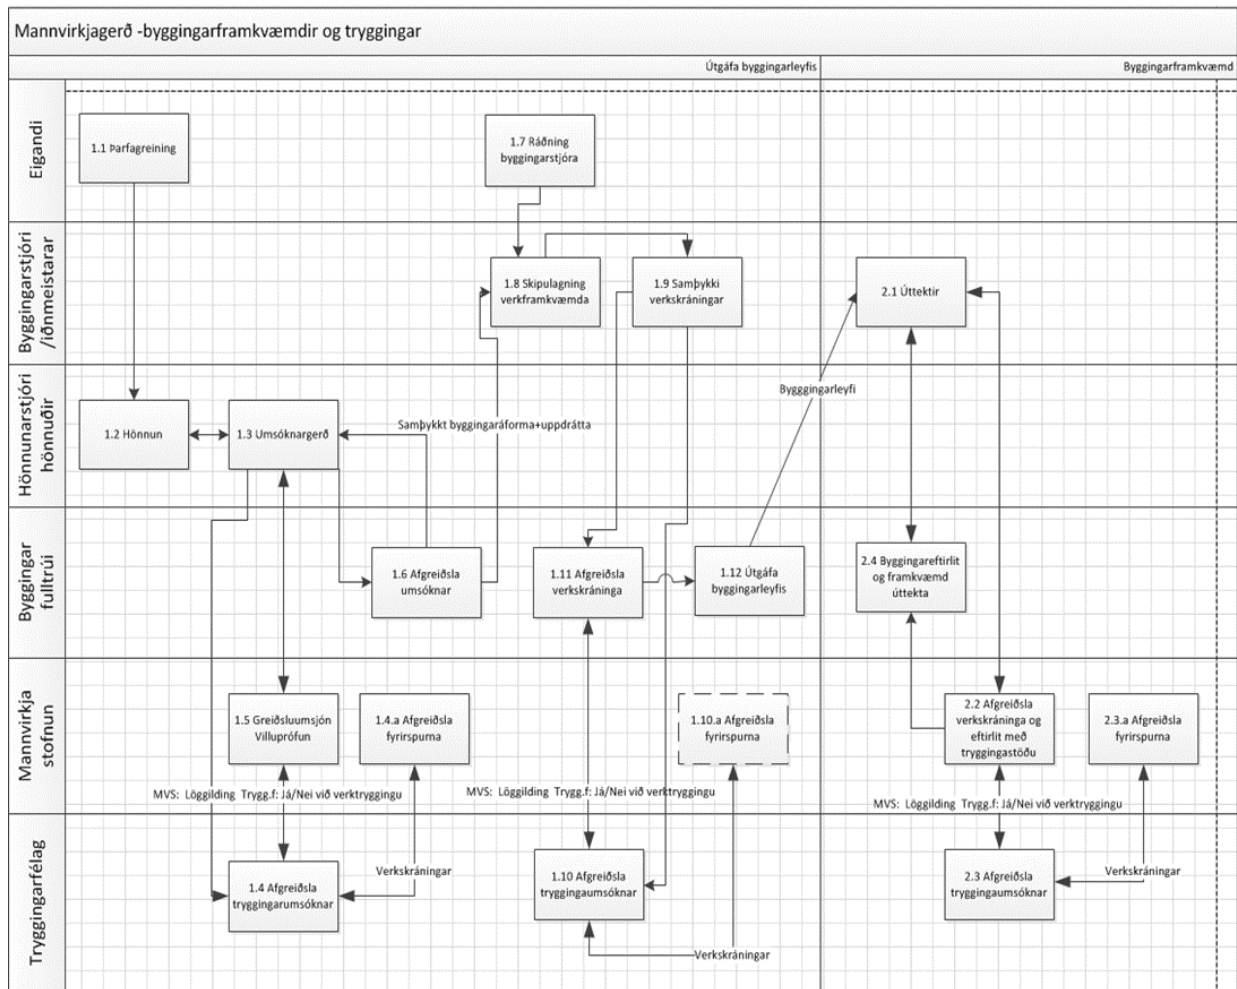 Mannvirkjagerð -byggingarframkvæmdir og tryggingar
Útgáfa byggingarleyfis
Byggingarframkvæmd
Eigandi
1.1 Þarfagreining
1.7 Ráðning
byggingarstjóra
Byggingarstjóri
/iðnmeistarar
1.8 Skipulagning
verkframkvæmda
1.9 Samþykki
verkskráningar
2.1 Úttektir
Bygggingarleyfi
Hönnunarstjóri
hönnuðir
1.2 Hönnun
1.3 Umsóknargerð
Samþykkt byggingaráforma+uppdrátta
Byggingar
fulltrúi
1.6 Afgreiðsla
umsóknar
1.11 Afgreiðsla
verkskráninga
1.12 Útgáfa
byggingarleyfis
2.4 Byggingareftirlit
og framkvæmd
úttekta
Mannvirkja
stofnun
1.5 Greiðsluumsjón
Villuprófun
1.4.a Afgreiðsla
fyrirspurna
1.10.a Afgreiðsla
fyrirspurna
2.2 Afgreiðsla
verkskráninga og
eftirlit með
tryggingastöðu
2.3.a Afgreiðsla
fyrirspurna
MVS: Löggilding Trygg.f: Já/Nei við verktryggingu
MVS: Löggilding Trygg.f: Já/Nei við verktryggingu
MVS: Löggilding Trygg.f: Já/Nei við verktryggingu
Tryggingarfélag
1.4 Afgreiðsla
tryggingarumsóknar
Verkskráningar
1.10 Afgreiðsla
tryggingaumsóknar
Verkskráningar
2.3 Afgreiðsla
tryggingaumsóknar
Verkskráningar